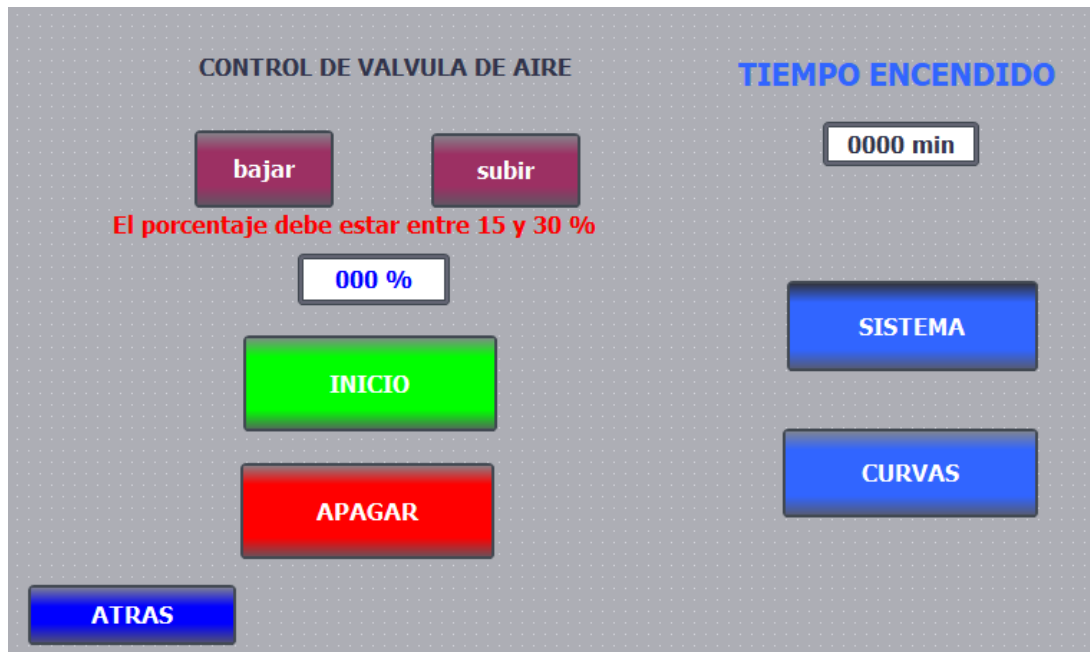 CONTROL DE VALVULA DE AIRE
TIEMPO ENCENDIDO
bajar
subir
0000 min
El porcentaje debe estar entre 15 y 30 %
000 %
SISTEMA
INICIO
CURVAS
APAGAR
ATRAS